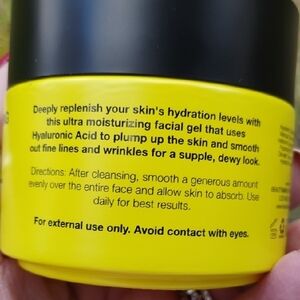 Deeply replenish your skin's hydration levels with
this ultra moisturizing facial gel that uses
Hyaluronic Acid to plump up the skin and smooth
out fine lines and wrinkles for a supple, dewy look.
Directions: After cleansing, smooth a generous amount
evenly over the entire face and allow skin to absorb. Use
daily for best results.
For external use only. Avoid contact with eyes.